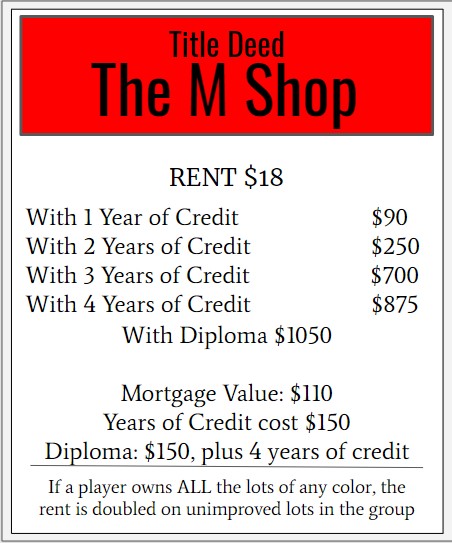 Title Deed
The M Shop
RENT $18
With 1 Year of Credit $90
With 2 Years of Credit $250
With 3 Years of Credit $700
With 4 Years of Credit $875
With Diploma $1050
Mortgage Value: $110
Years of Credit cost $150
Diploma: $150, plus 4 years of credit
If a player owns ALL the lots of any color, the
rent is doubled on unimproved lots in the group